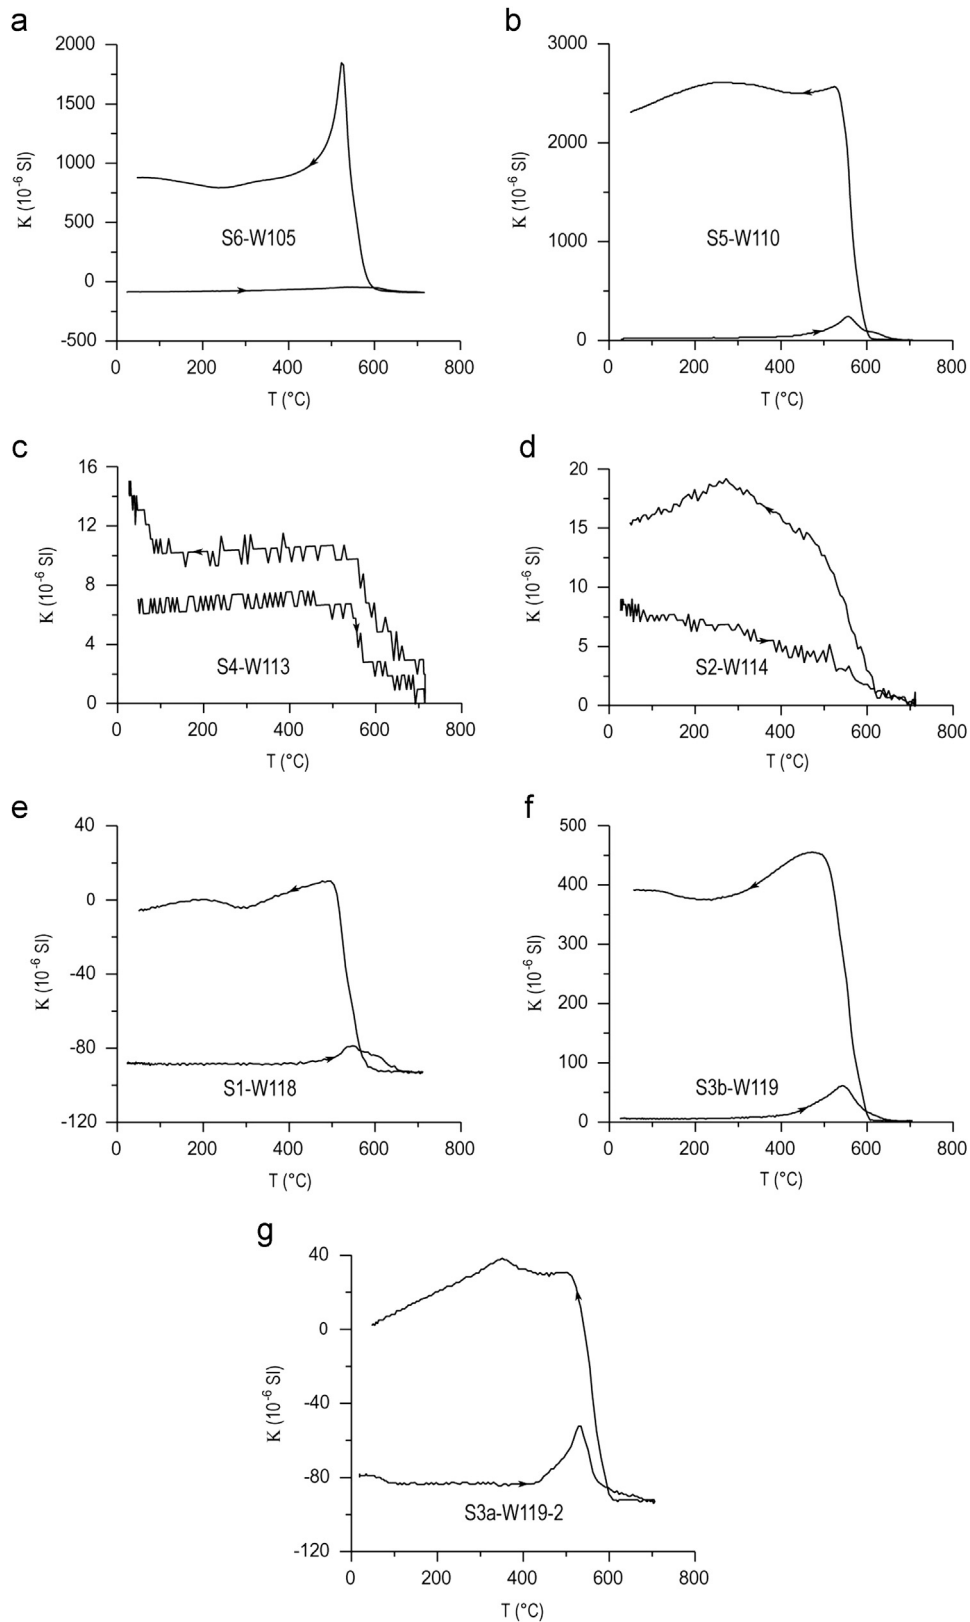 a
2000
1500
1000
500
0
-500
K (10⁻⁶ SI)
S6-W105
0 200 400 600 800
T (°C)
b
3000
2000
1000
0
K (10⁻⁶ SI)
S5-W110
0 200 400 600 800
T (°C)
c
16
12
8
4
0
K (10⁻⁶ SI)
S4-W113
0 200 400 600 800
T (°C)
d
20
15
10
5
0
K (10⁻⁶ SI)
S2-W114
0 200 400 600 800
T (°C)
e
40
0
-40
-80
-120
K (10⁻⁶ SI)
S1-W118
0 200 400 600 800
T (°C)
f
500
400
300
200
100
0
K (10⁻⁶ SI)
S3b-W119
0 200 400 600 800
T (°C)
g
40
0
-40
-80
-120
K (10⁻⁶ SI)
S3a-W119-2
0 200 400 600 800
T (°C)